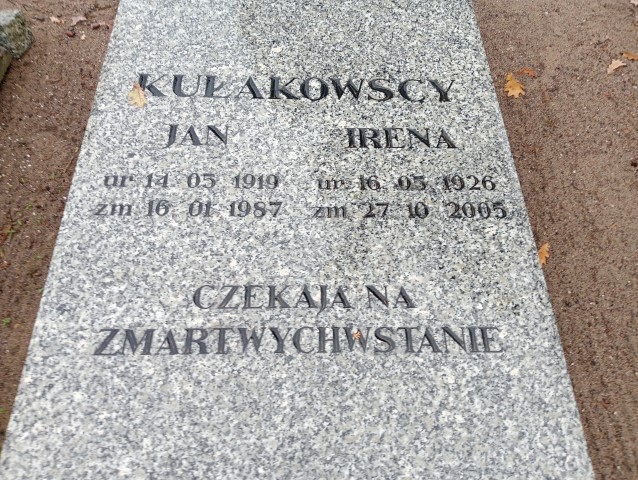 KUŁAKOWSCY
JAN IRENA
ur 14 05 1919 ur 16 05 1926
zm 16 01 1987 zm 27 10 2005
CZEKAJĄ NA
ZMARTWYCHWSTANIE